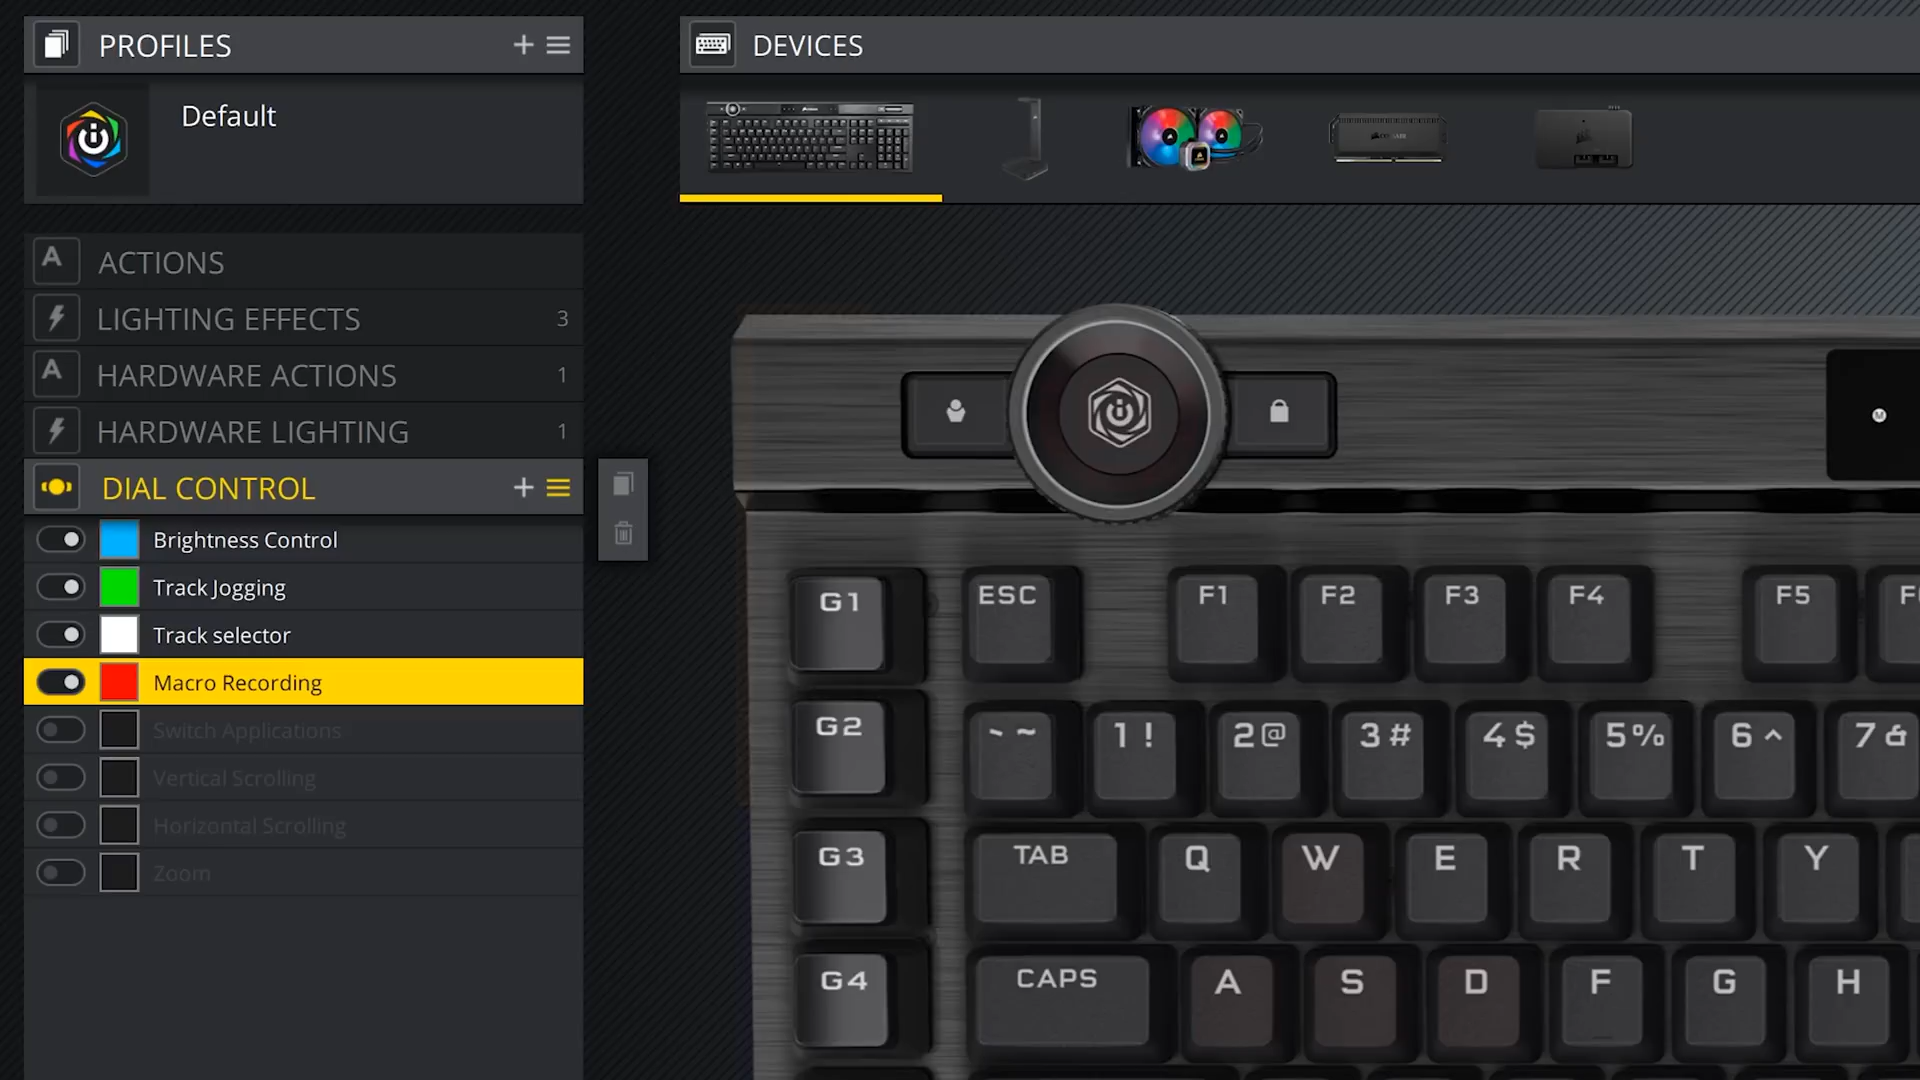 PROFILES
DEVICES
Default
ACTIONS
LIGHTING EFFECTS 3
HARDWARE ACTIONS 1
HARDWARE LIGHTING 1
DIAL CONTROL
Brightness Control
Track Jogging
Track selector
Macro Recording
Switch Applications
Vertical Scrolling
Horizontal Scrolling
Zoom
M
G1 ESC F1 F2 F3 F4 F5
G2 ` ~ 1 ! 2 @ 3 # 4 $ 5 % 6 ^ 7 &
G3 TAB Q W E R T Y
G4 CAPS A S D F G H